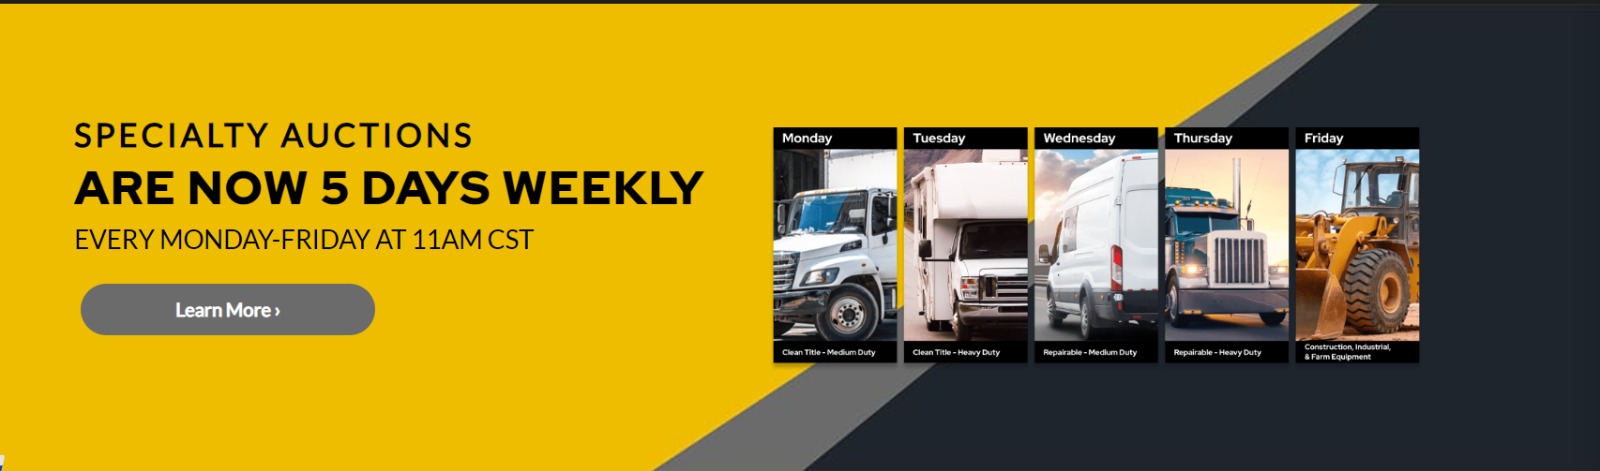 SPECIALTY AUCTIONS
ARE NOW 5 DAYS WEEKLY
EVERY MONDAY-FRIDAY AT 11AM CST
Learn More ›
Monday
Clean Title - Medium Duty
Tuesday
Clean Title - Heavy Duty
Wednesday
Repairable - Medium Duty
Thursday
Repairable - Heavy Duty
Friday
Construction, Industrial,
& Farm Equipment